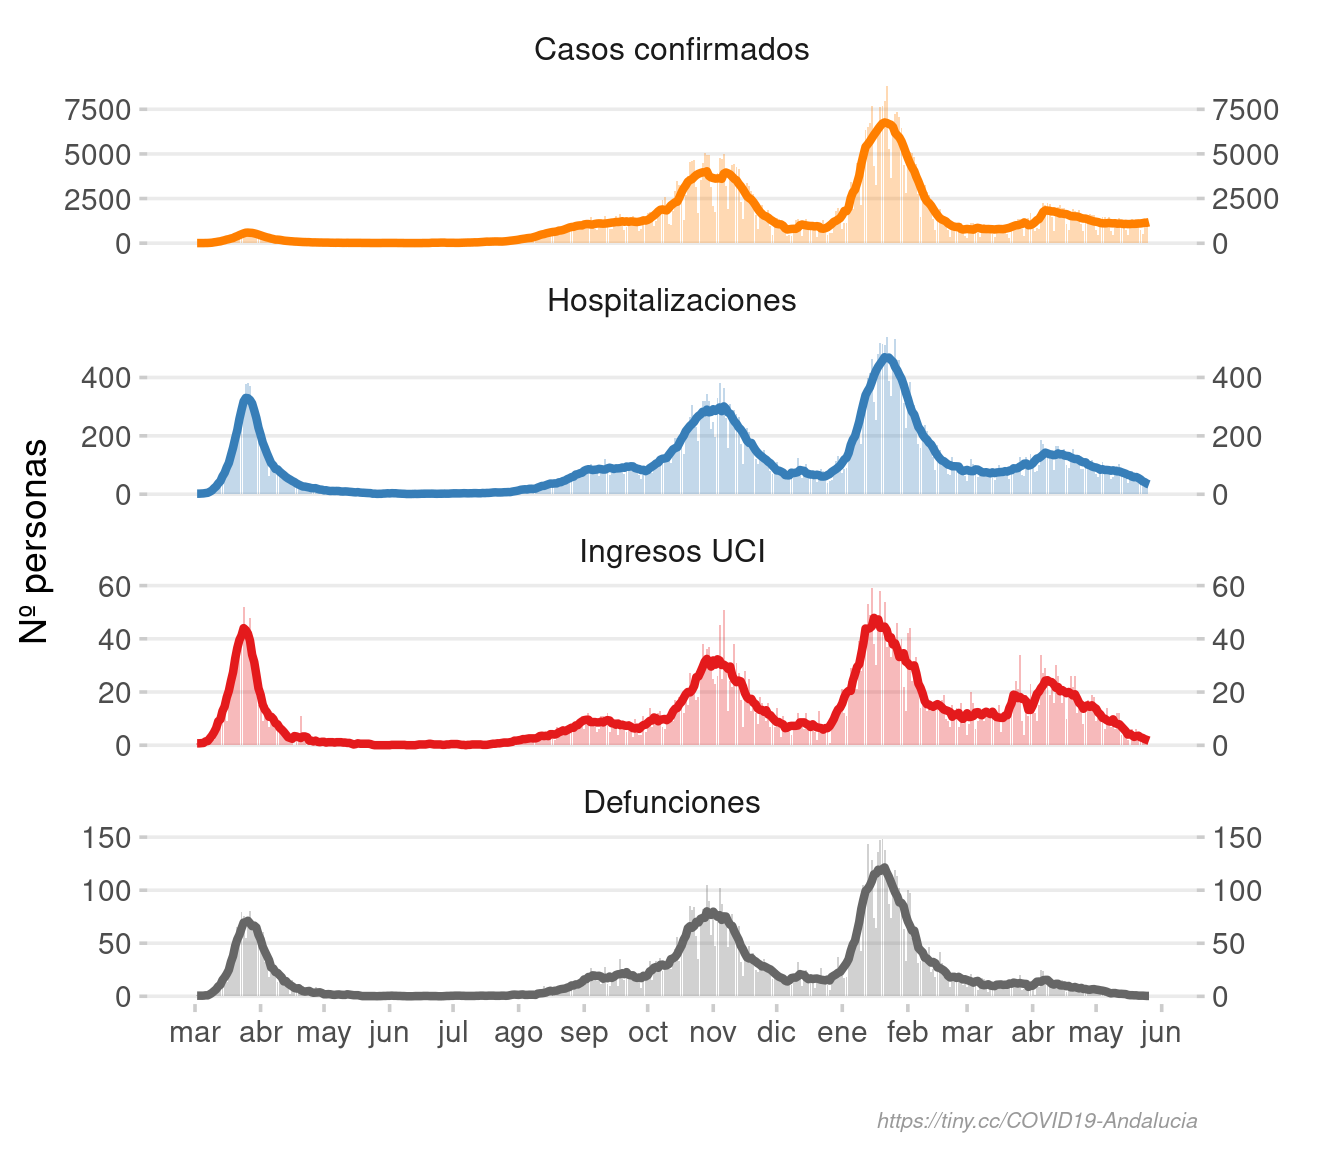 Casos confirmados
7500 7500
5000 5000
2500 2500
0 0
Hospitalizaciones
400 400
200 200
0 0
Nº personas
Ingresos UCI
60 60
40 40
20 20
0 0
Defunciones
150 150
100 100
50 50
0 0
mar abr may jun jul ago sep oct nov dic ene feb mar abr may jun
https://tiny.cc/COVID19-Andalucia